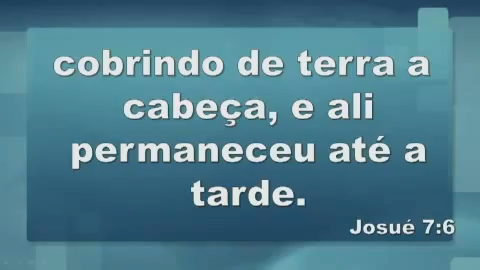 cobrindo de terra a
cabeça, e ali
permaneceu até a
tarde.
Josué 7:6